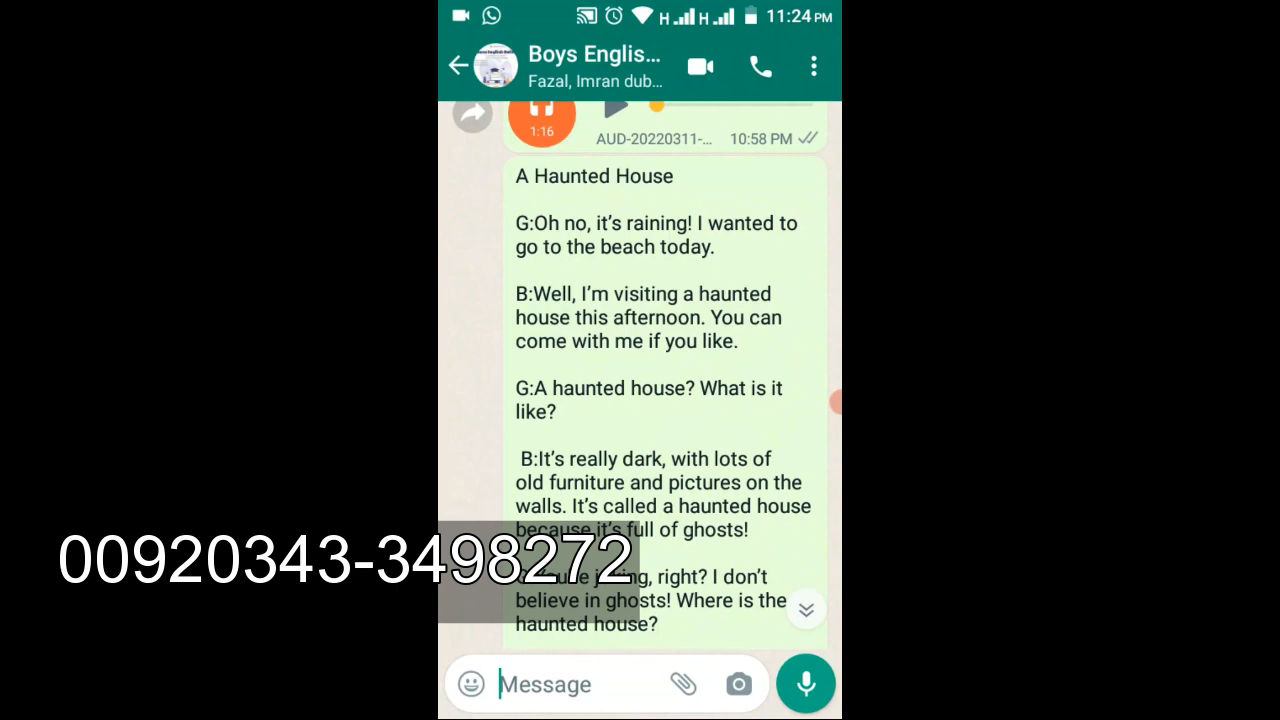 11:24 PM
Boys Englis...
Fazal, Imran dub...
1:16
AUD-20220311-... 10:58 PM
A Haunted House
G:Oh no, it’s raining! I wanted to
go to the beach today.
B:Well, I’m visiting a haunted
house this afternoon. You can
come with me if you like.
G:A haunted house? What is it
like?
B:It’s really dark, with lots of
old furniture and pictures on the
walls. It’s called a haunted house
because it’s full of ghosts!
00920343-3498272
right? I don’t
believe in ghosts! Where is the
haunted house?
Message